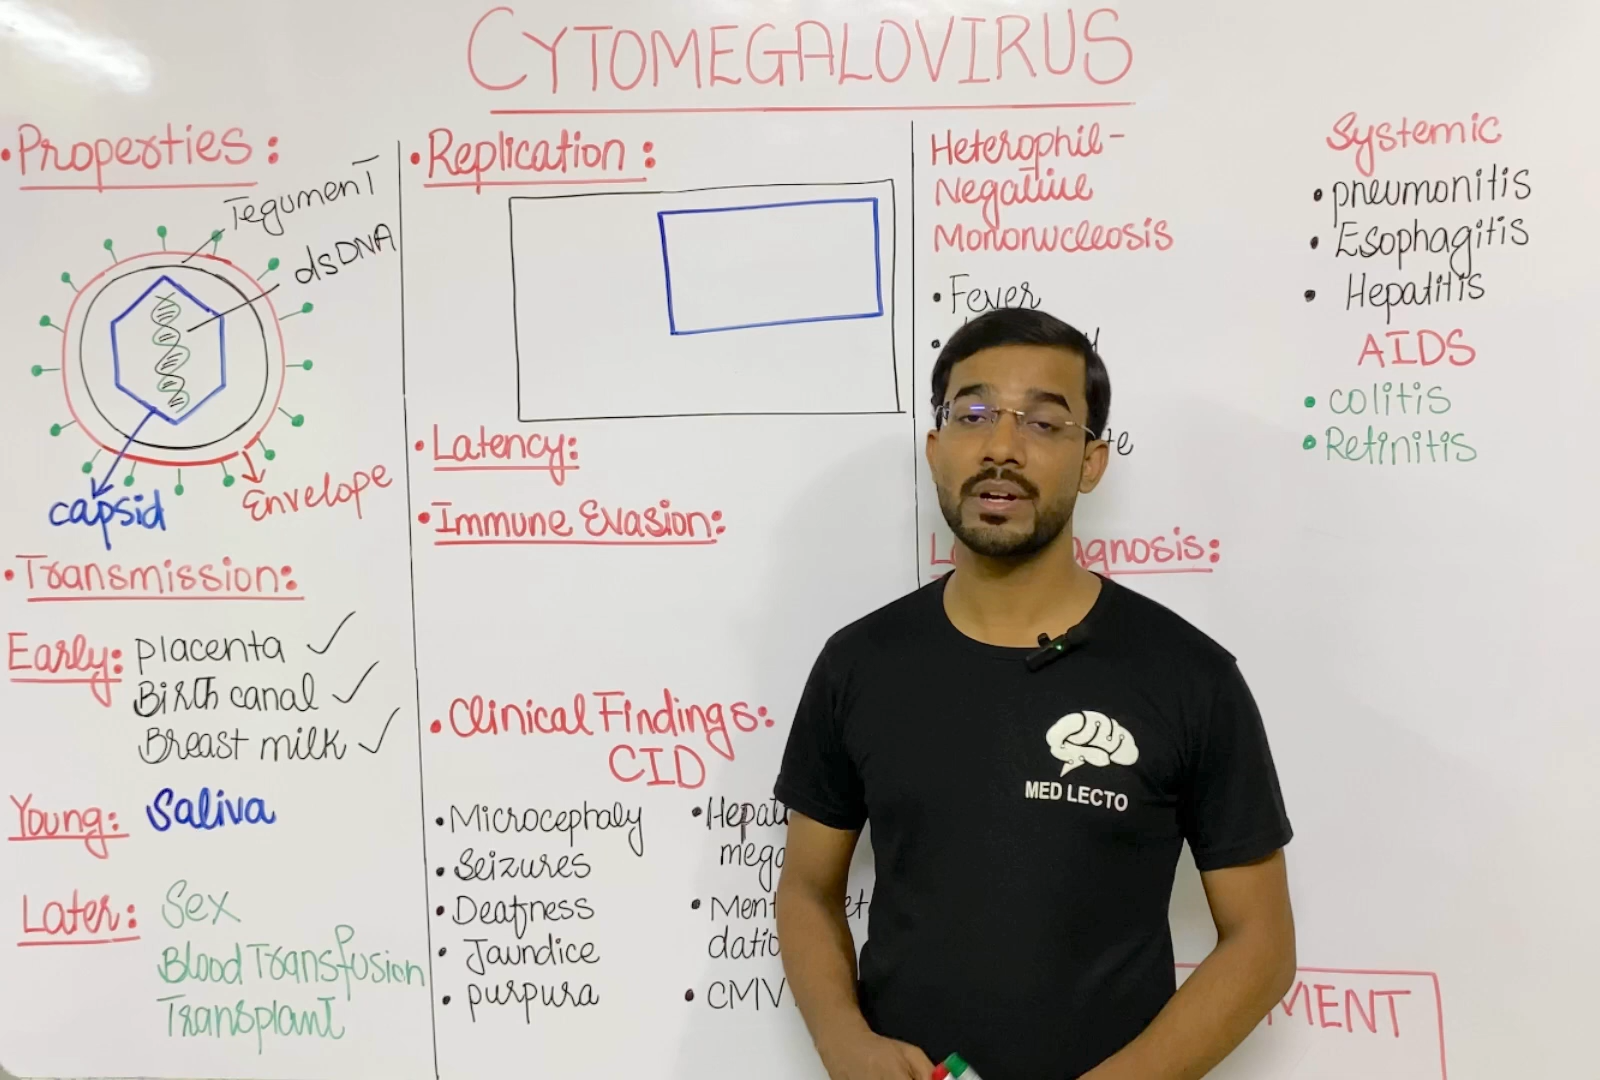 CYTOMEGALOVIRUS
• Properties:
Tegument
dsDNA
capsid
Envelope
• Transmission:
Early: placenta ✓
Birth canal ✓
Breast milk ✓
Young: Saliva
Later: Sex
Blood Transfusion
Transplant
• Replication:
• Latency:
• Immune Evasion:
• Clinical Findings:
CID
• Microcephaly
• Seizures
• Deafness
• Jaundice
• purpura
• CMV
Heterophil-
Negative
Mononucleosis
• Fever
Systemic
• pneumonitis
• Esophagitis
• Hepatitis
AIDS
• colitis
• Retinitis
MED LECTO